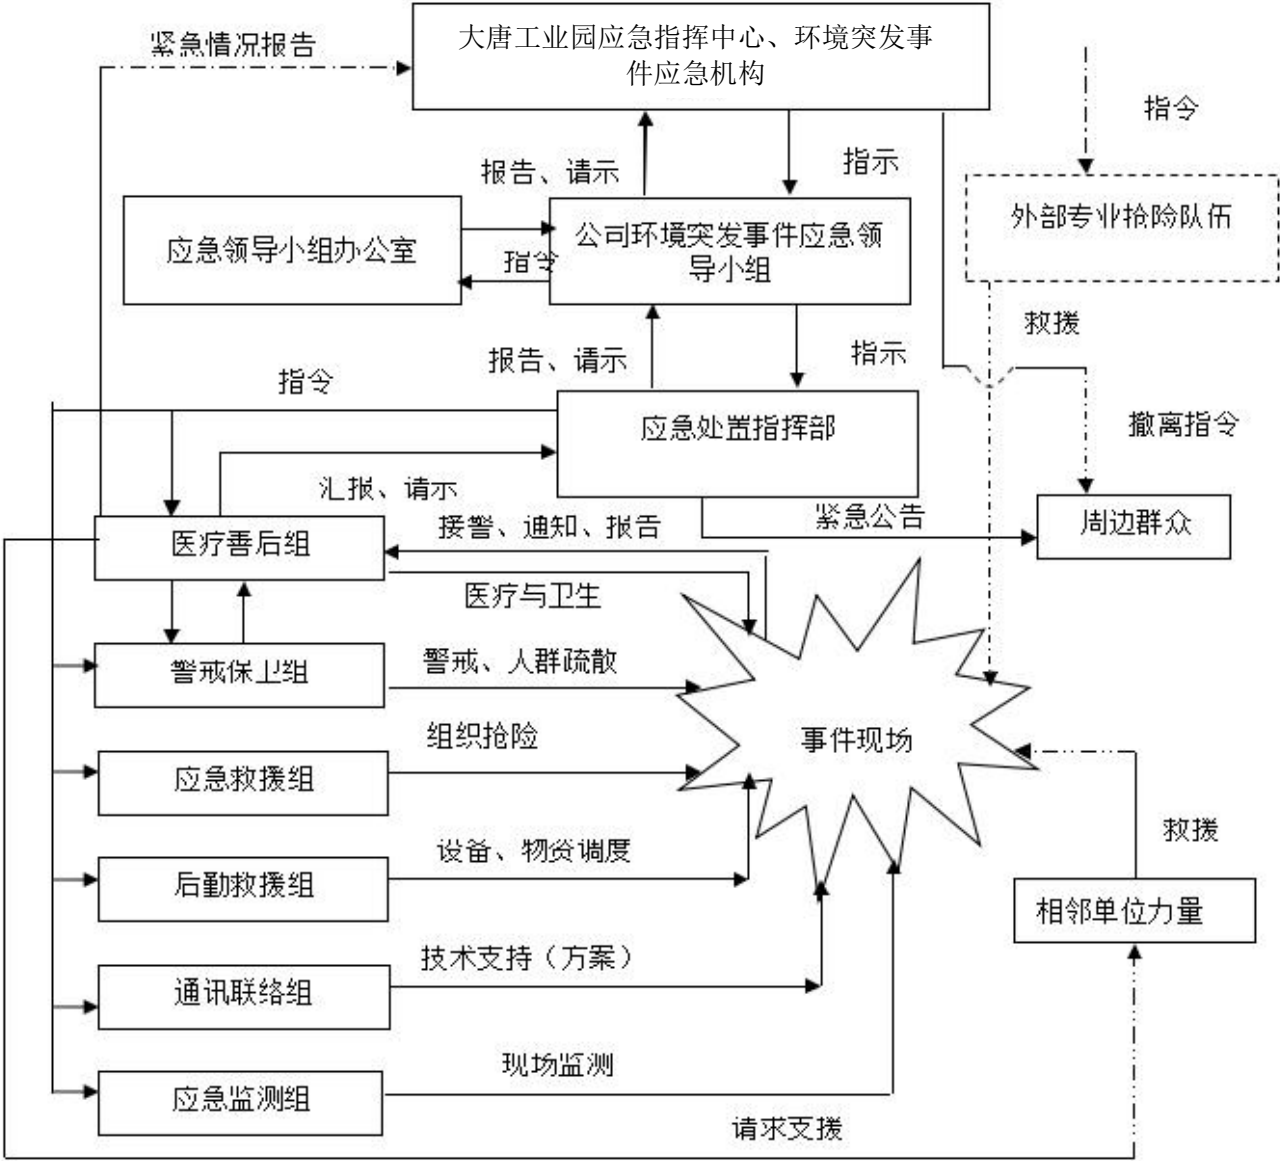 紧急情况报告
大唐工业园应急指挥中心、环境突发事
件应急机构
指令
报告、请示
指示
外部专业抢险队伍
应急领导小组办公室
公司环境突发事件应急领
导小组
指令
救援
报告、请示
指示
指令
应急处置指挥部
撤离指令
汇报、请示
紧急公告
周边群众
接警、通知、报告
医疗善后组
医疗与卫生
警戒、人群疏散
警戒保卫组
组织抢险
事件现场
应急救援组
救援
设备、物资调度
后勤救援组
相邻单位力量
技术支持（方案）
通讯联络组
现场监测
应急监测组
请求支援